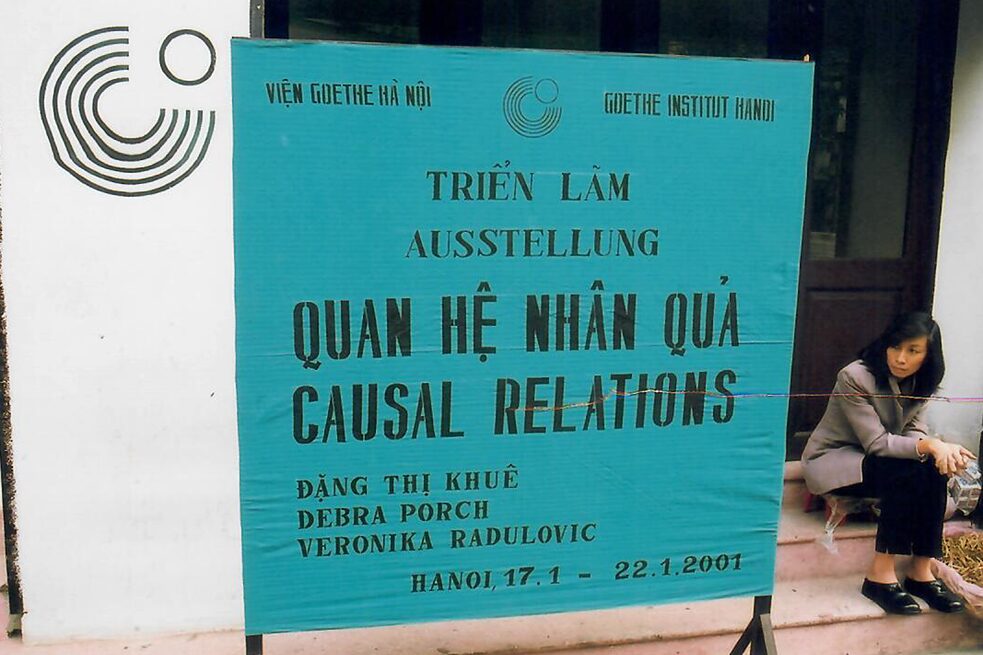 VIỆN GOETHE HÀ NỘI
GOETHE INSTITUT HANOI
TRIỂN LÃM
AUSSTELLUNG
QUAN HỆ NHÂN QUẢ
CAUSAL RELATIONS
ĐẶNG THỊ KHUÊ
DEBRA PORCH
VERONIKA RADULOVIC
HANOI, 17.1 - 22.1.2001